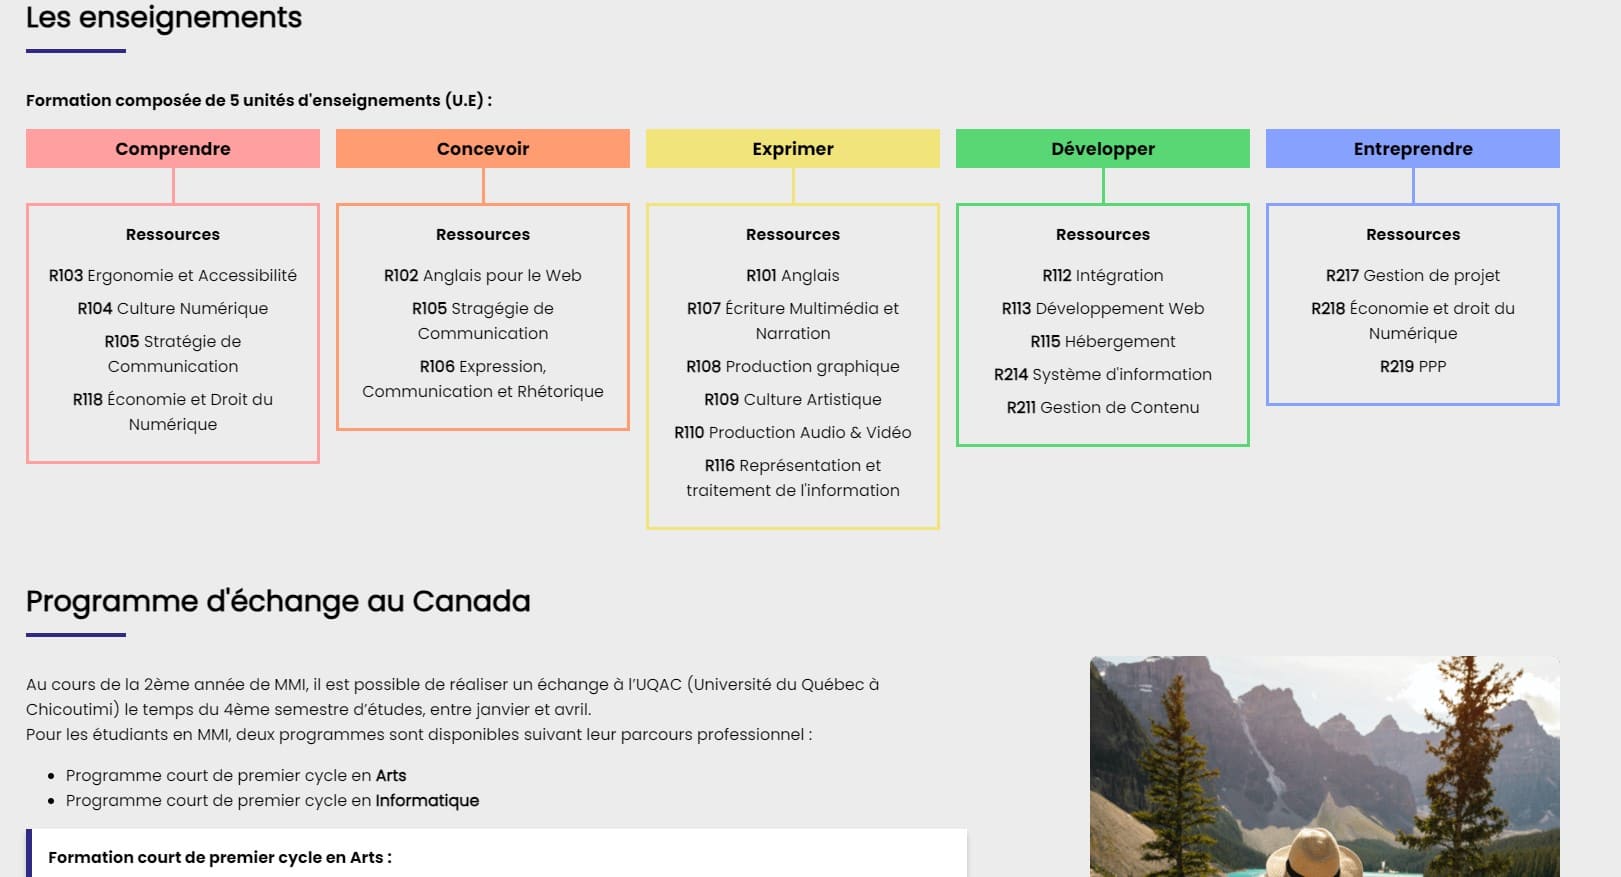 Les enseignements
Formation composée de 5 unités d'enseignements (U.E) :
Comprendre
Ressources
R103 Ergonomie et Accessibilité
R104 Culture Numérique
R105 Stratégie de
Communication
R118 Économie et Droit du
Numérique
Concevoir
Ressources
R102 Anglais pour le Web
R105 Stragégie de
Communication
R106 Expression,
Communication et Rhétorique
Exprimer
Ressources
R101 Anglais
R107 Écriture Multimédia et
Narration
R108 Production graphique
R109 Culture Artistique
R110 Production Audio & Vidéo
R116 Représentation et
traitement de l'information
Développer
Ressources
R112 Intégration
R113 Développement Web
R115 Hébergement
R214 Système d'information
R211 Gestion de Contenu
Entreprendre
Ressources
R217 Gestion de projet
R218 Économie et droit du
Numérique
R219 PPP
Programme d'échange au Canada
Au cours de la 2ème année de MMI, il est possible de réaliser un échange à l’UQAC (Université du Québec à
Chicoutimi) le temps du 4ème semestre d’études, entre janvier et avril.
Pour les étudiants en MMI, deux programmes sont disponibles suivant leur parcours professionnel :
• Programme court de premier cycle en Arts
• Programme court de premier cycle en Informatique
Formation court de premier cycle en Arts :